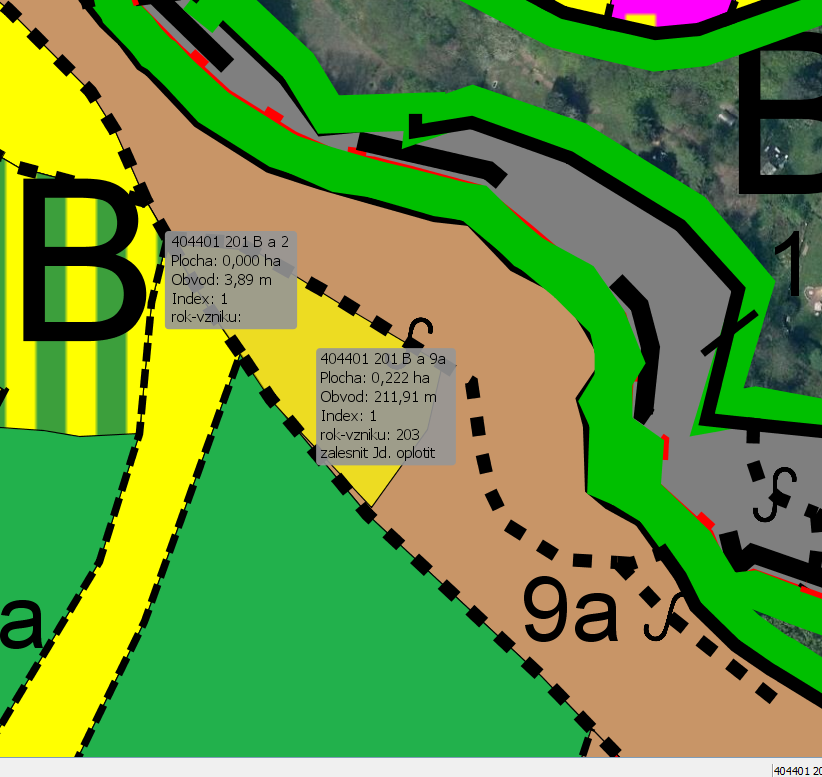 B
1
B
404401 201 B a 2
Plocha: 0,000 ha
Obvod: 3,89 m
Index: 1
rok-vzniku:
404401 201 B a 9a
Plocha: 0,222 ha
Obvod: 211,91 m
Index: 1
rok-vzniku: 203
zalesnit Jd. oplotit
9a
a
404401 20